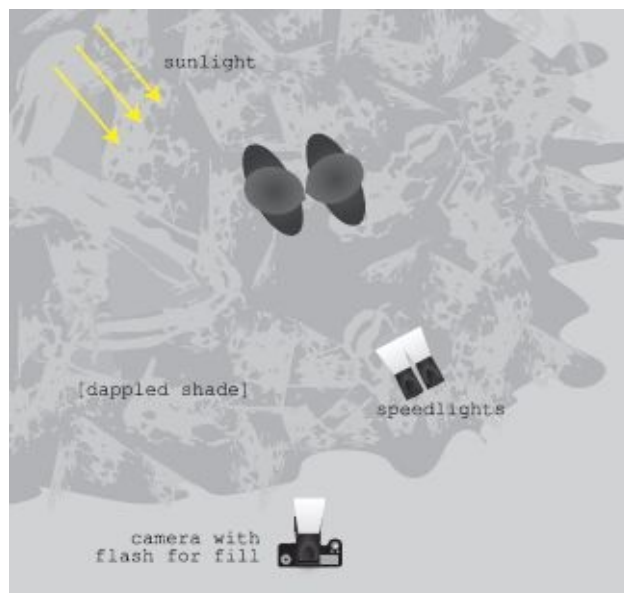 sunlight
[dappled shade]
speedlights
camera with
flash for fill